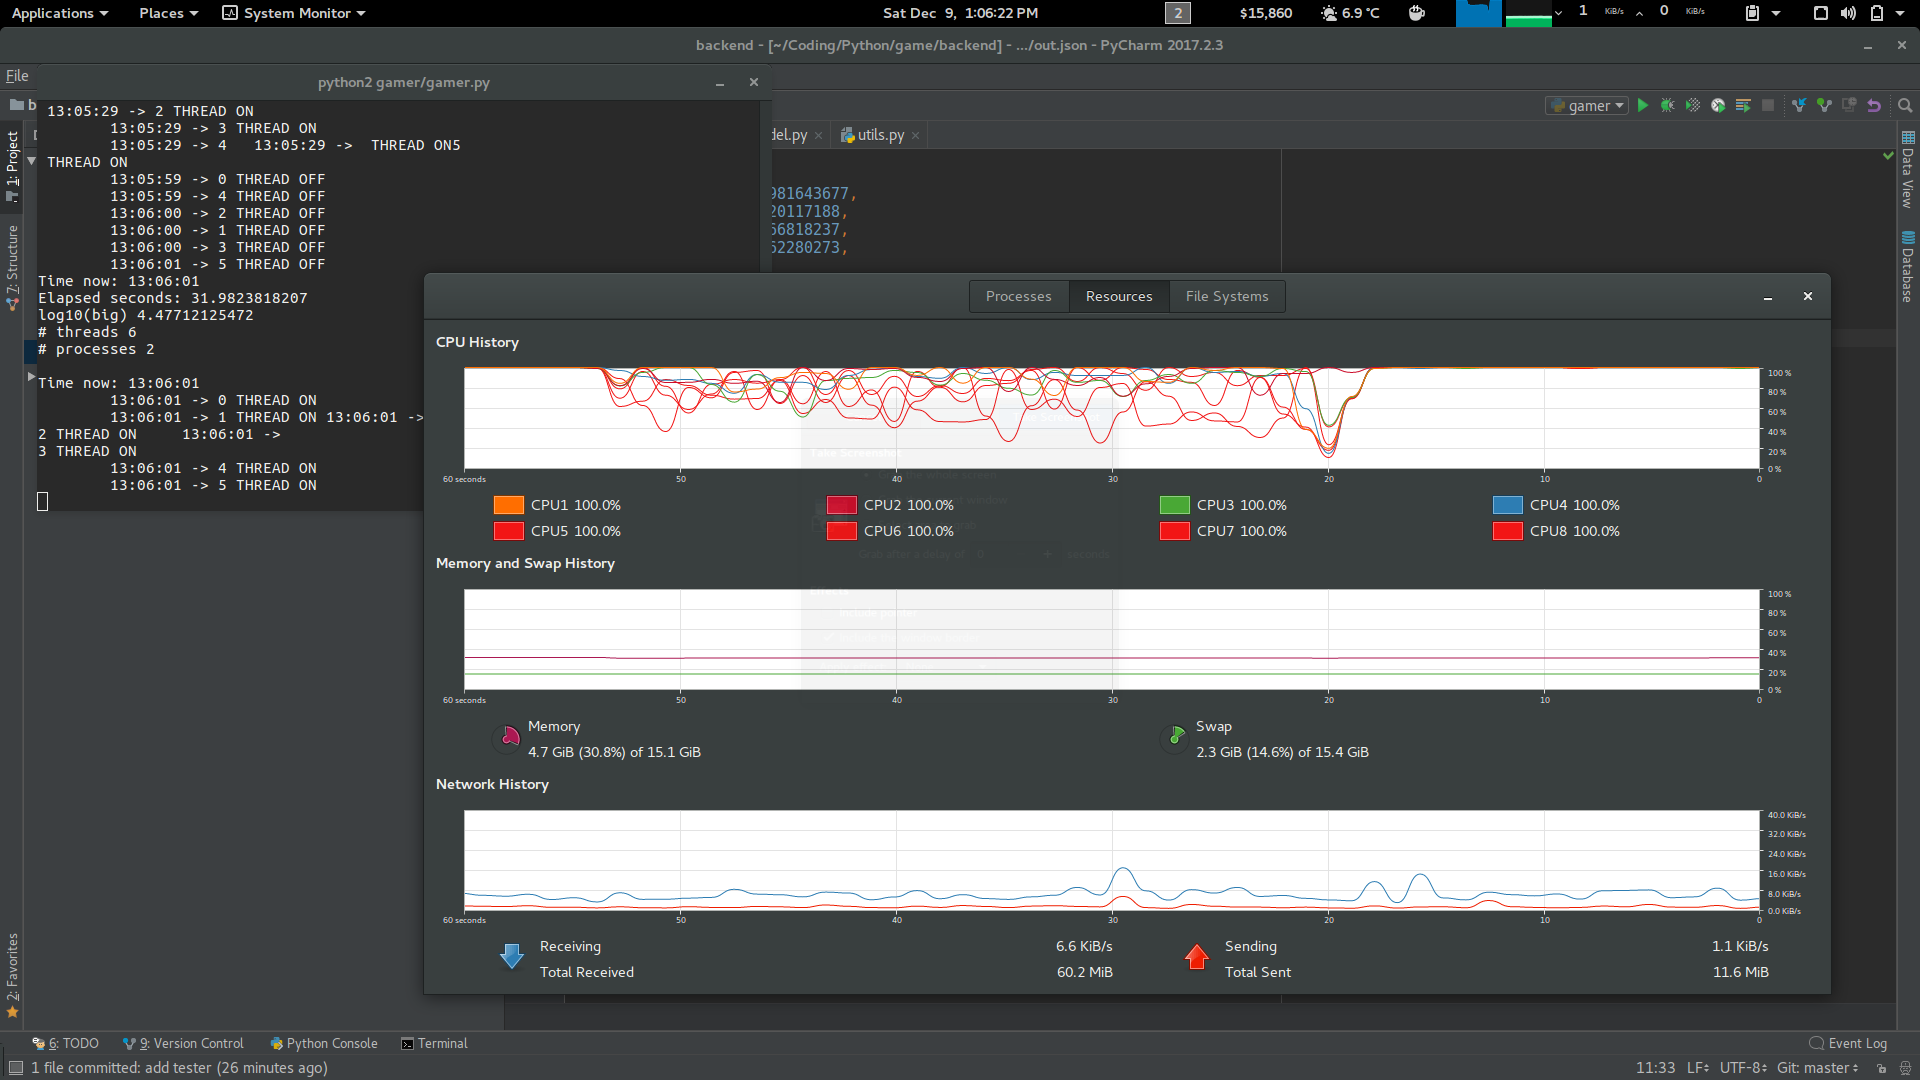 Applications Places System Monitor Sat Dec 9, 1:06:22 PM 2 $15,860 6.9 °C 1 KiB/s 0 KiB/s
backend - [~/Coding/Python/game/backend] - .../out.json - PyCharm 2017.2.3
File
python2 gamer/gamer.py
b
gamer
del.py utils.py
13:05:29 -> 2 THREAD ON
13:05:29 -> 3 THREAD ON
13:05:29 -> 4 13:05:29 -> THREAD ON5
THREAD ON
13:05:59 -> 0 THREAD OFF
13:05:59 -> 4 THREAD OFF
13:06:00 -> 2 THREAD OFF
13:06:00 -> 1 THREAD OFF
13:06:00 -> 3 THREAD OFF
13:06:01 -> 5 THREAD OFF
Time now: 13:06:01
Elapsed seconds: 31.9823818207
log10(big) 4.47712125472
# threads 6
# processes 2
Time now: 13:06:01
13:06:01 -> 0 THREAD ON
13:06:01 -> 1 THREAD ON 13:06:01 ->
2 THREAD ON 13:06:01 ->
3 THREAD ON
13:06:01 -> 4 THREAD ON
13:06:01 -> 5 THREAD ON
981643677,
20117188,
66818237,
62280273,
1: Project
7: Structure
2: Favorites
Data View
Database
Processes Resources File Systems
CPU History
100 %
80 %
60 %
40 %
20 %
0 %
60 seconds 50 40 30 20 10 0
CPU1 100.0% CPU2 100.0% CPU3 100.0% CPU4 100.0%
CPU5 100.0% CPU6 100.0% CPU7 100.0% CPU8 100.0%
Take Screenshot
window
Grab after a delay of 0 + seconds
Effects
Memory and Swap History
100 %
80 %
60 %
40 %
20 %
0 %
60 seconds 50 40 30 20 10 0
Memory
4.7 GiB (30.8%) of 15.1 GiB
Swap
2.3 GiB (14.6%) of 15.4 GiB
Network History
40.0 KiB/s
32.0 KiB/s
24.0 KiB/s
16.0 KiB/s
8.0 KiB/s
0.0 KiB/s
60 seconds 50 40 30 20 10 0
Receiving 6.6 KiB/s Sending 1.1 KiB/s
Total Received 60.2 MiB Total Sent 11.6 MiB
6: TODO 9: Version Control Python Console Terminal Event Log
1 file committed: add tester (26 minutes ago) 11:33 LF UTF-8 Git: master